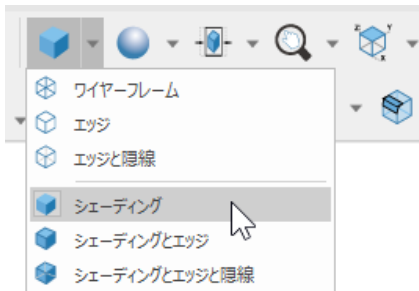 Z
Y
X
ワイヤーフレーム
エッジ
エッジと隠線
シェーディング
シェーディングとエッジ
シェーディングとエッジと隠線